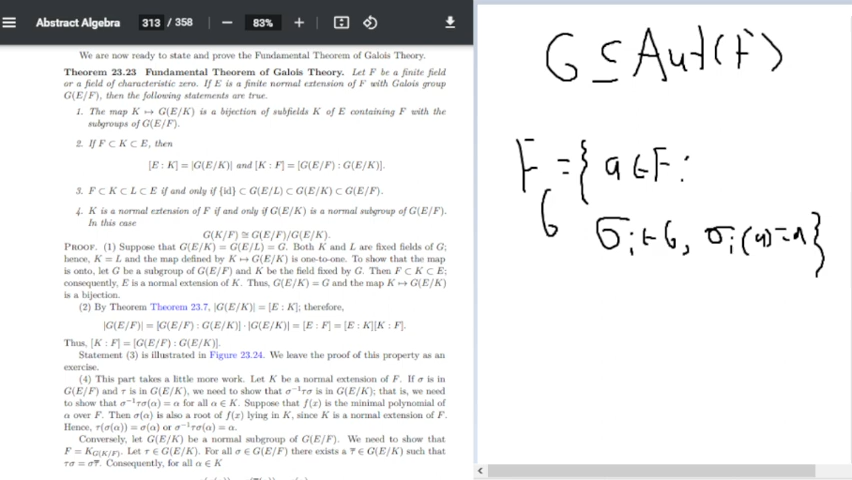 Abstract Algebra
313 / 358
83%
We are now ready to state and prove the Fundamental Theorem of Galois Theory.
Theorem 23.23 Fundamental Theorem of Galois Theory. Let F be a finite field
or a field of characteristic zero. If E is a finite normal extension of F with Galois group
G(E/F), then the following statements are true.
1. The map K ↦ G(E/K) is a bijection of subfields K of E containing F with the
subgroups of G(E/F).
2. If F ⊂ K ⊂ E, then
[E : K] = |G(E/K)| and [K : F] = [G(E/F) : G(E/K)].
3. F ⊂ K ⊂ L ⊂ E if and only if {id} ⊂ G(E/L) ⊂ G(E/K) ⊂ G(E/F).
4. K is a normal extension of F if and only if G(E/K) is a normal subgroup of G(E/F).
In this case
G(K/F) ≅ G(E/F)/G(E/K).
PROOF. (1) Suppose that G(E/K) = G(E/L) = G. Both K and L are fixed fields of G;
hence, K = L and the map defined by K ↦ G(E/K) is one-to-one. To show that the map
is onto, let G be a subgroup of G(E/F) and K be the field fixed by G. Then F ⊂ K ⊂ E;
consequently, E is a normal extension of K. Thus, G(E/K) = G and the map K ↦ G(E/K)
is a bijection.
(2) By Theorem Theorem 23.7, |G(E/K)| = [E : K]; therefore,
|G(E/F)| = [G(E/F) : G(E/K)] · |G(E/K)| = [E : F] = [E : K][K : F].
Thus, [K : F] = [G(E/F) : G(E/K)].
Statement (3) is illustrated in Figure 23.24. We leave the proof of this property as an
exercise.
(4) This part takes a little more work. Let K be a normal extension of F. If σ is in
G(E/F) and τ is in G(E/K), we need to show that σ⁻¹τσ is in G(E/K); that is, we need
to show that σ⁻¹τσ(α) = α for all α ∈ K. Suppose that f(x) is the minimal polynomial of
α over F. Then σ(α) is also a root of f(x) lying in K, since K is a normal extension of F.
Hence, τ(σ(α)) = σ(α) or σ⁻¹τσ(α) = α.
Conversely, let G(E/K) be a normal subgroup of G(E/F). We need to show that
F = K_{G(K/F)}. Let τ ∈ G(E/K). For all σ ∈ G(E/F) there exists a τ̄ ∈ G(E/K) such that
τσ = στ̄. Consequently, for all α ∈ K
G ⊆ Aut(F)
F_G = { a ∈ F :
σ_i ∈ G, σ_i(a) = a }